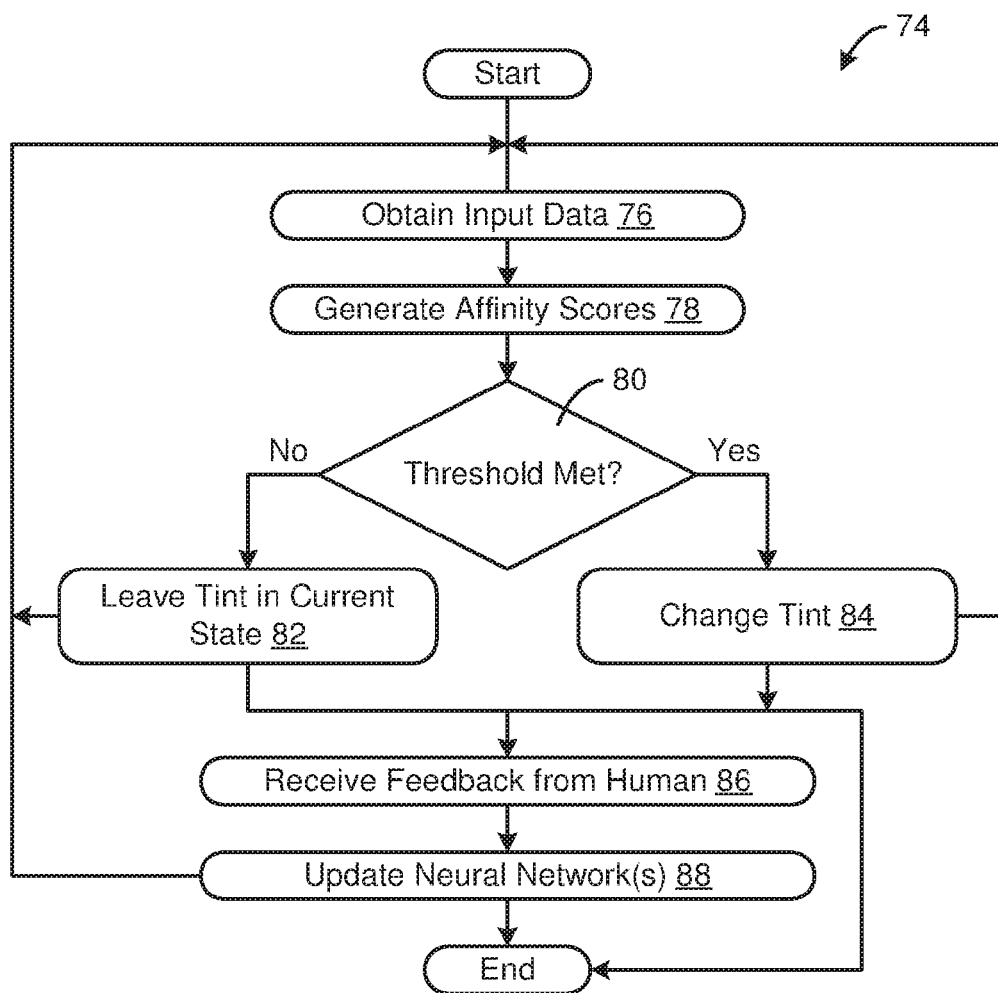 74
Start
Obtain Input Data 76
Generate Affinity Scores 78
80
No
Yes
Threshold Met?
Leave Tint in Current
State 82
Change Tint 84
Receive Feedback from Human 86
Update Neural Network(s) 88
End